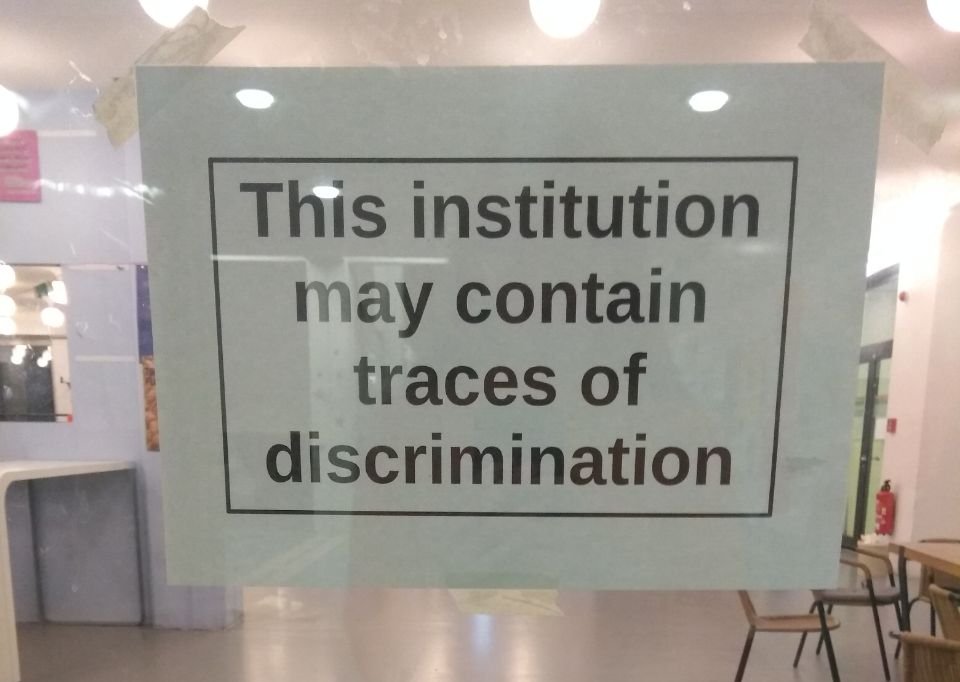 This institution
may contain
traces of
discrimination